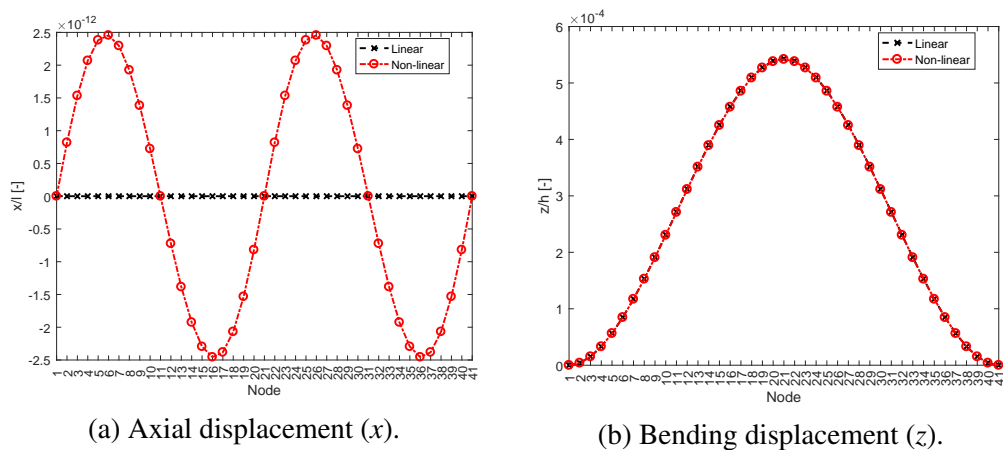 ×10⁻¹²
2.5
2
1.5
1
0.5
0
-0.5
-1
-1.5
-2
-2.5
x/l [-]
Linear
Non-linear
1 2 3 4 5 6 7 8 9 10 11 12 13 14 15 16 17 18 19 20 21 22 23 24 25 26 27 28 29 30 31 32 33 34 35 36 37 38 39 40 41
Node
(a) Axial displacement (x).
×10⁻⁴
6
5
4
3
2
1
0
z/h [-]
Linear
Non-linear
1 2 3 4 5 6 7 8 9 10 11 12 13 14 15 16 17 18 19 20 21 22 23 24 25 26 27 28 29 30 31 32 33 34 35 36 37 38 39 40 41
Node
(b) Bending displacement (z).